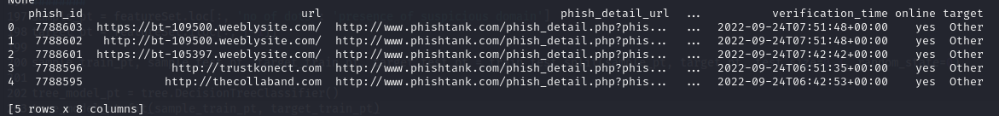 None
phish_id url phish_detail_url ... verification_time online target
0 7788603 https://bt-109500.weeblysite.com/ http://www.phishtank.com/phish_detail.php?phis... ... 2022-09-24T07:51:48+00:00 yes Other
1 7788602 http://bt-109500.weeblysite.com/ http://www.phishtank.com/phish_detail.php?phis... ... 2022-09-24T07:51:48+00:00 yes Other
2 7788601 https://bt-105397.weeblysite.com/ http://www.phishtank.com/phish_detail.php?phis... ... 2022-09-24T07:42:42+00:00 yes Other
3 7788596 http://trustkonect.com http://www.phishtank.com/phish_detail.php?phis... ... 2022-09-24T06:51:35+00:00 yes Other
4 7788595 http://thecollaband.com http://www.phishtank.com/phish_detail.php?phis... ... 2022-09-24T06:42:53+00:00 yes Other
[5 rows x 8 columns]